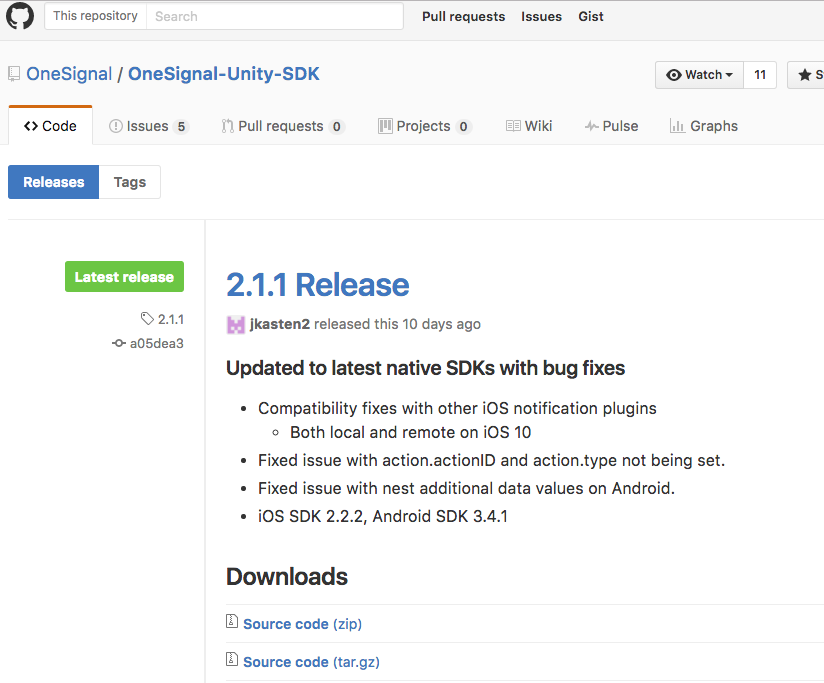 This repository Search Pull requests Issues Gist
OneSignal / OneSignal-Unity-SDK Watch 11 S
Code Issues 5 Pull requests 0 Projects 0 Wiki Pulse Graphs
Releases Tags
Latest release
2.1.1
a05dea3
2.1.1 Release
jkasten2 released this 10 days ago
Updated to latest native SDKs with bug fixes
Compatibility fixes with other iOS notification plugins
Both local and remote on iOS 10
Fixed issue with action.actionID and action.type not being set.
Fixed issue with nest additional data values on Android.
iOS SDK 2.2.2, Android SDK 3.4.1
Downloads
Source code (zip)
Source code (tar.gz)